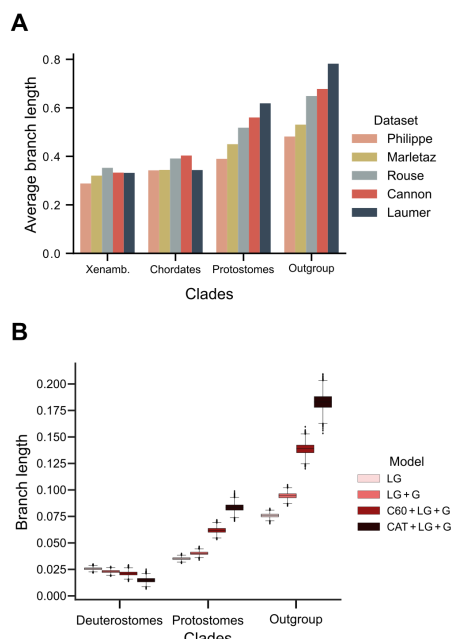 A
Average branch length
0.8
0.6
0.4
0.2
0.0
Xenamb. Chordates Protostomes Outgroup
Clades
Dataset
Philippe
Marletaz
Rouse
Cannon
Laumer
B
Branch length
0.200
0.175
0.150
0.125
0.100
0.075
0.050
0.025
0.000
Deuterostomes Protostomes Outgroup
Clades
Model
LG
LG + G
C60 + LG + G
CAT + LG + G